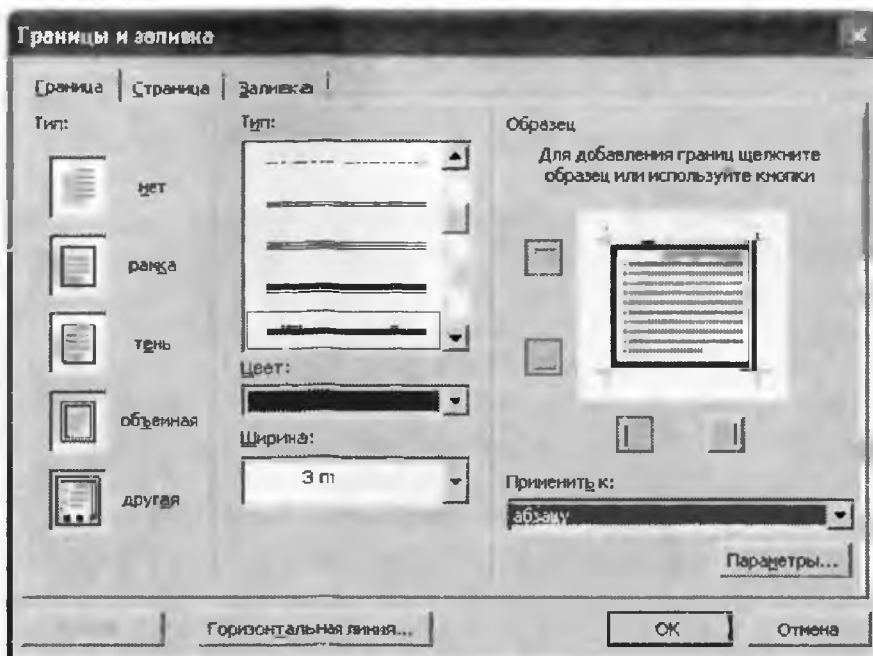 Границы и заливка
Граница
Страница
Заливка
Тип:
нет
рамка
тень
объемная
другая
Тип:
Цвет:
Ширина:
3 пт
Образец
Для добавления границ щелкните
образец или используйте кнопки
Применить к:
абзацу
Параметры...
Горизонтальная линия...
ОК
Отмена